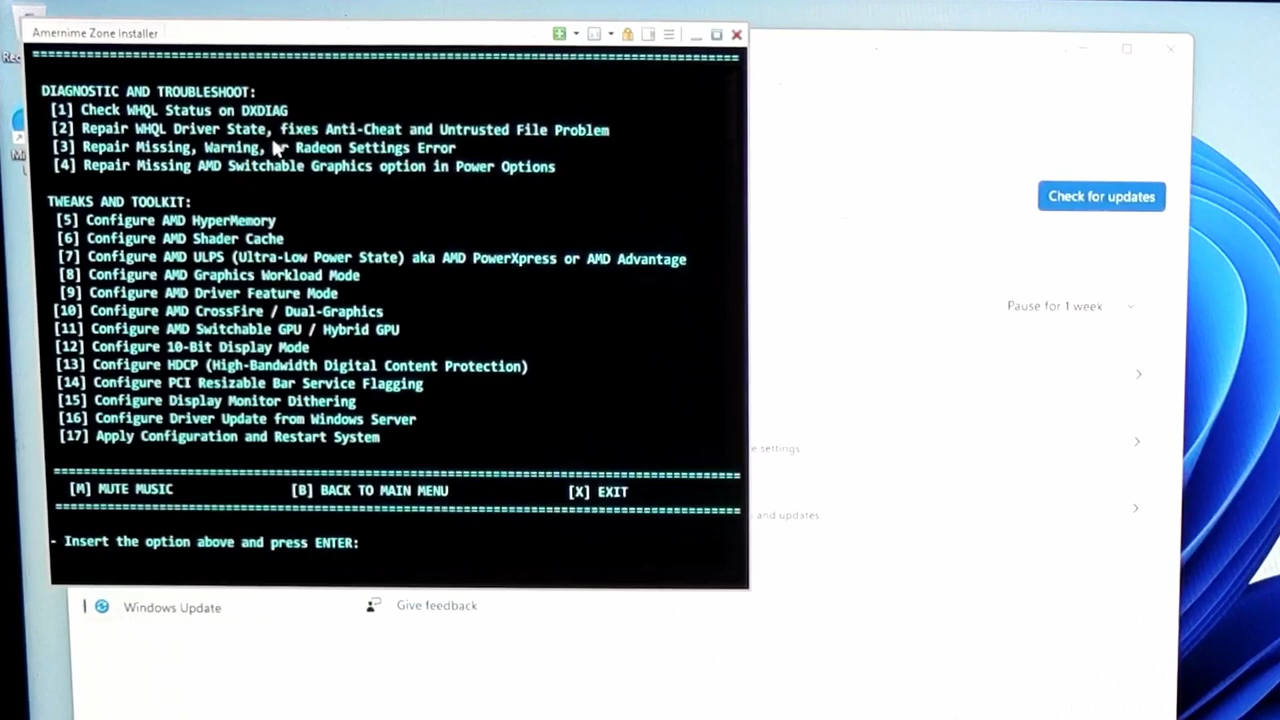 Amernime Zone Installer
DIAGNOSTIC AND TROUBLESHOOT:
[1] Check WHQL Status on DXDIAG
[2] Repair WHQL Driver State, fixes Anti-Cheat and Untrusted File Problem
[3] Repair Missing, Warning, or Radeon Settings Error
[4] Repair Missing AMD Switchable Graphics option in Power Options
TWEAKS AND TOOLKIT:
[5] Configure AMD HyperMemory
[6] Configure AMD Shader Cache
[7] Configure AMD ULPS (Ultra-Low Power State) aka AMD PowerXpress or AMD Advantage
[8] Configure AMD Graphics Workload Mode
[9] Configure AMD Driver Feature Mode
[10] Configure AMD CrossFire / Dual-Graphics
[11] Configure AMD Switchable GPU / Hybrid GPU
[12] Configure 10-Bit Display Mode
[13] Configure HDCP (High-Bandwidth Digital Content Protection)
[14] Configure PCI Resizable Bar Service Flagging
[15] Configure Display Monitor Dithering
[16] Configure Driver Update from Windows Server
[17] Apply Configuration and Restart System
[M] MUTE MUSIC [B] BACK TO MAIN MENU [X] EXIT
- Insert the option above and press ENTER:
Check for updates
Pause for 1 week
settings
and updates
Windows Update
Give feedback